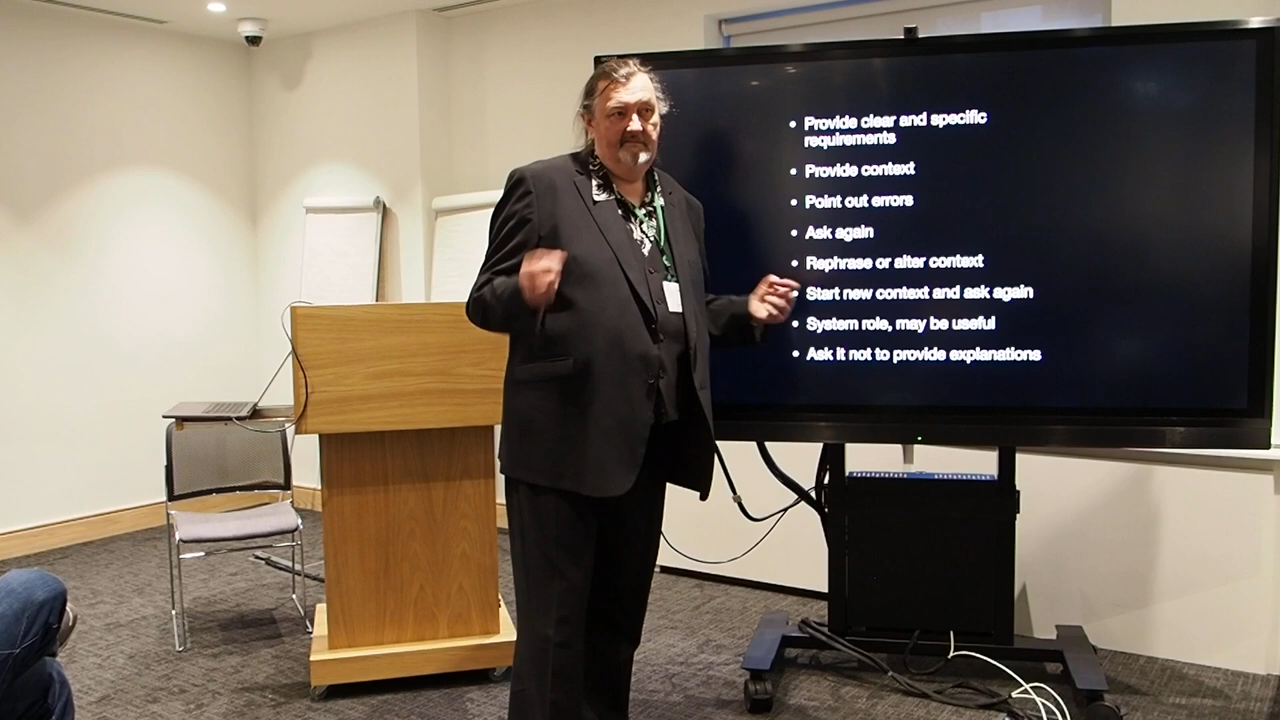 • Provide clear and specific
requirements
• Provide context
• Point out errors
• Ask again
• Rephrase or alter context
• Start new context and ask again
• System role, may be useful
• Ask it not to provide explanations